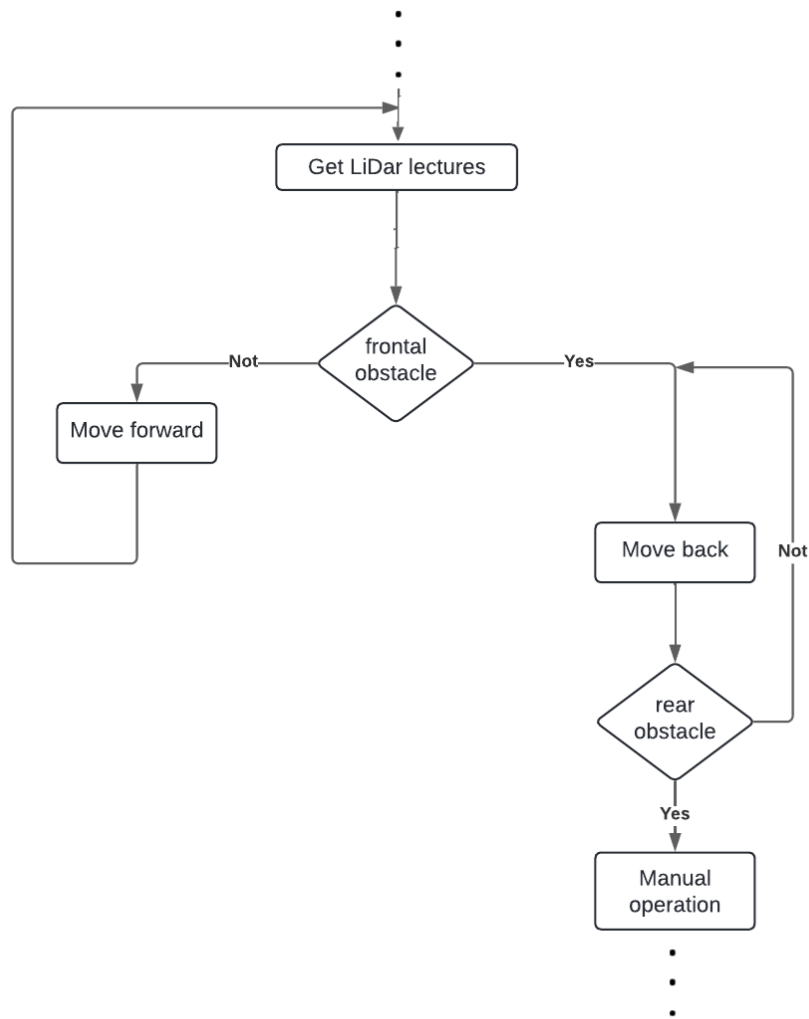 Get LiDar lectures
frontal
obstacle
Not
Yes
Move forward
Move back
Not
rear
obstacle
Yes
Manual
operation